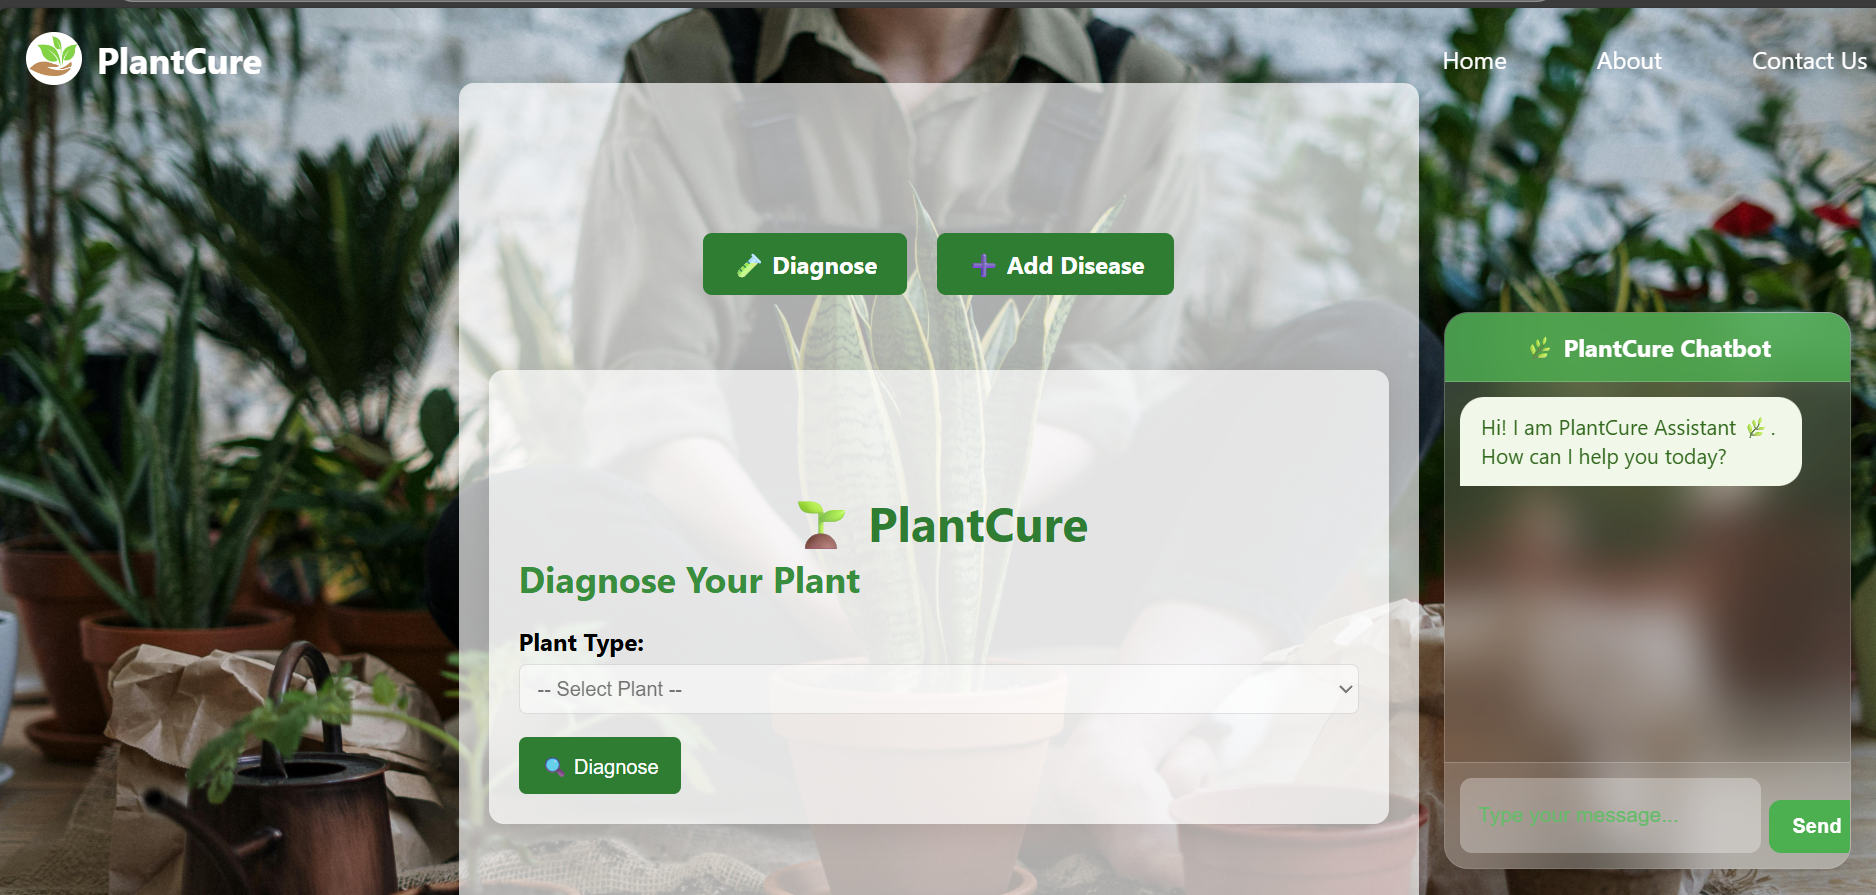 PlantCure
Home
About
Contact Us
Diagnose
Add Disease
PlantCure
Diagnose Your Plant
Plant Type:
-- Select Plant --
Diagnose
PlantCure Chatbot
Hi! I am PlantCure Assistant 🌿.
How can I help you today?
Type your message...
Send